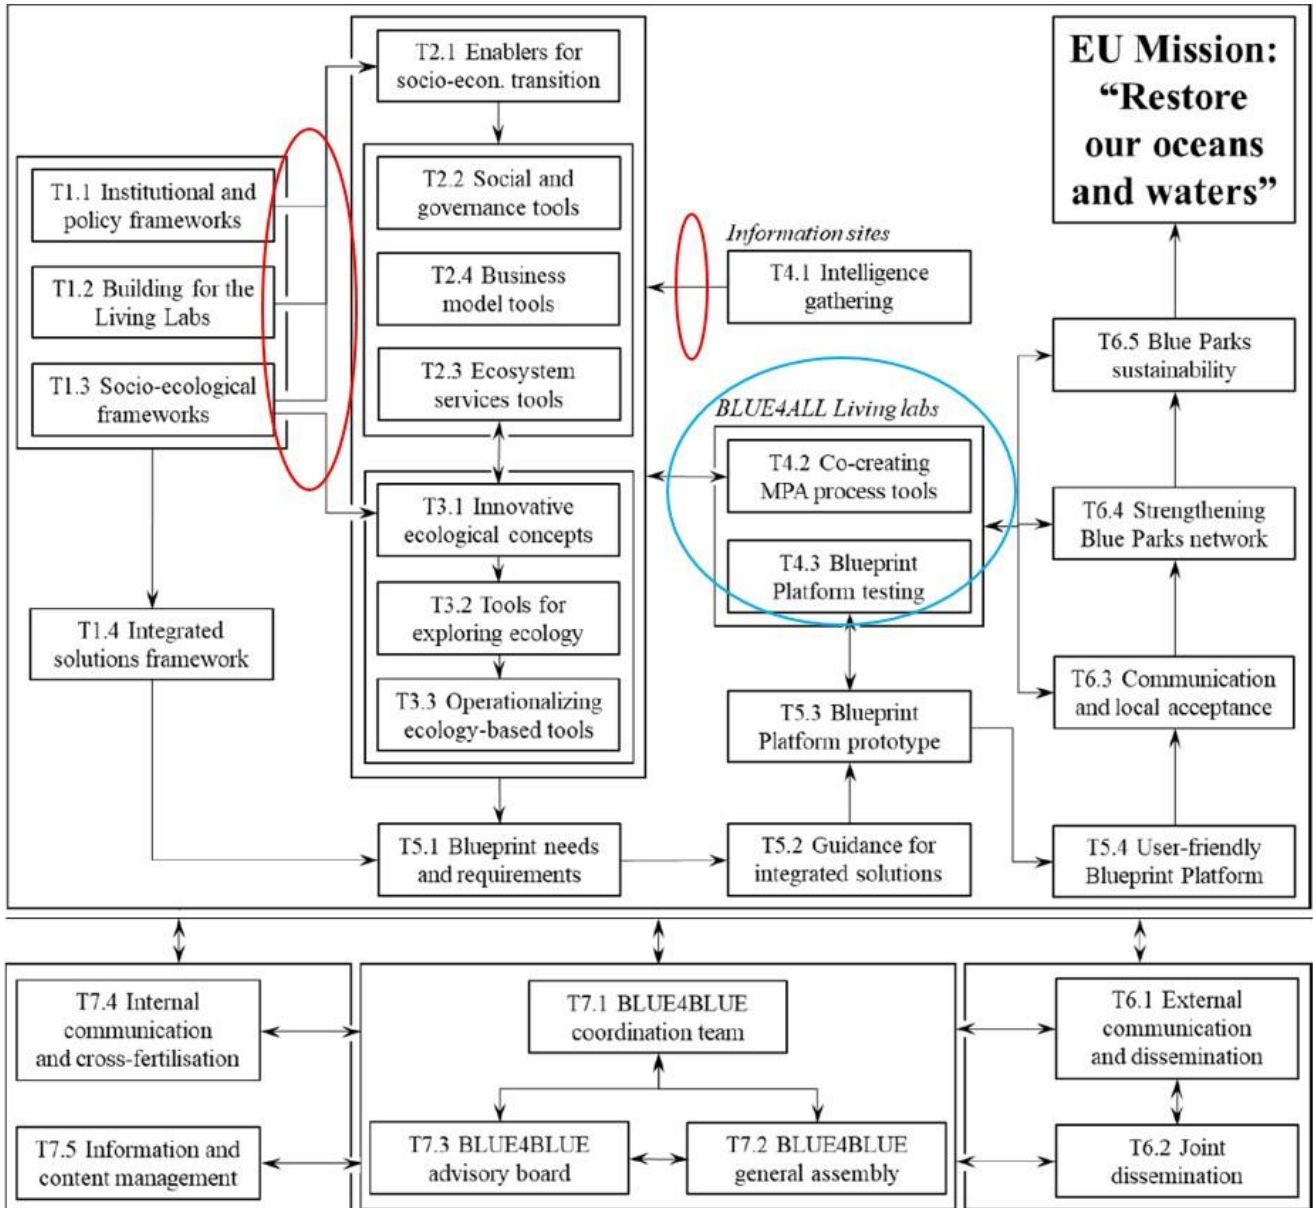 T2.1 Enablers for
socio-econ. transition
EU Mission:
“Restore
our oceans
and waters”
T1.1 Institutional and
policy frameworks
T1.2 Building for the
Living Labs
T1.3 Socio-ecological
frameworks
T2.2 Social and
governance tools
T2.4 Business
model tools
T2.3 Ecosystem
services tools
Information sites
T4.1 Intelligence
gathering
BLUE4ALL Living labs
T4.2 Co-creating
MPA process tools
T4.3 Blueprint
Platform testing
T6.5 Blue Parks
sustainability
T6.4 Strengthening
Blue Parks network
T6.3 Communication
and local acceptance
T3.1 Innovative
ecological concepts
T3.2 Tools for
exploring ecology
T3.3 Operationalizing
ecology-based tools
T1.4 Integrated
solutions framework
T5.3 Blueprint
Platform prototype
T5.1 Blueprint needs
and requirements
T5.2 Guidance for
integrated solutions
T5.4 User-friendly
Blueprint Platform
T7.4 Internal
communication
and cross-fertilisation
T7.5 Information and
content management
T7.1 BLUE4BLUE
coordination team
T7.3 BLUE4BLUE
advisory board
T7.2 BLUE4BLUE
general assembly
T6.1 External
communication
and dissemination
T6.2 Joint
dissemination